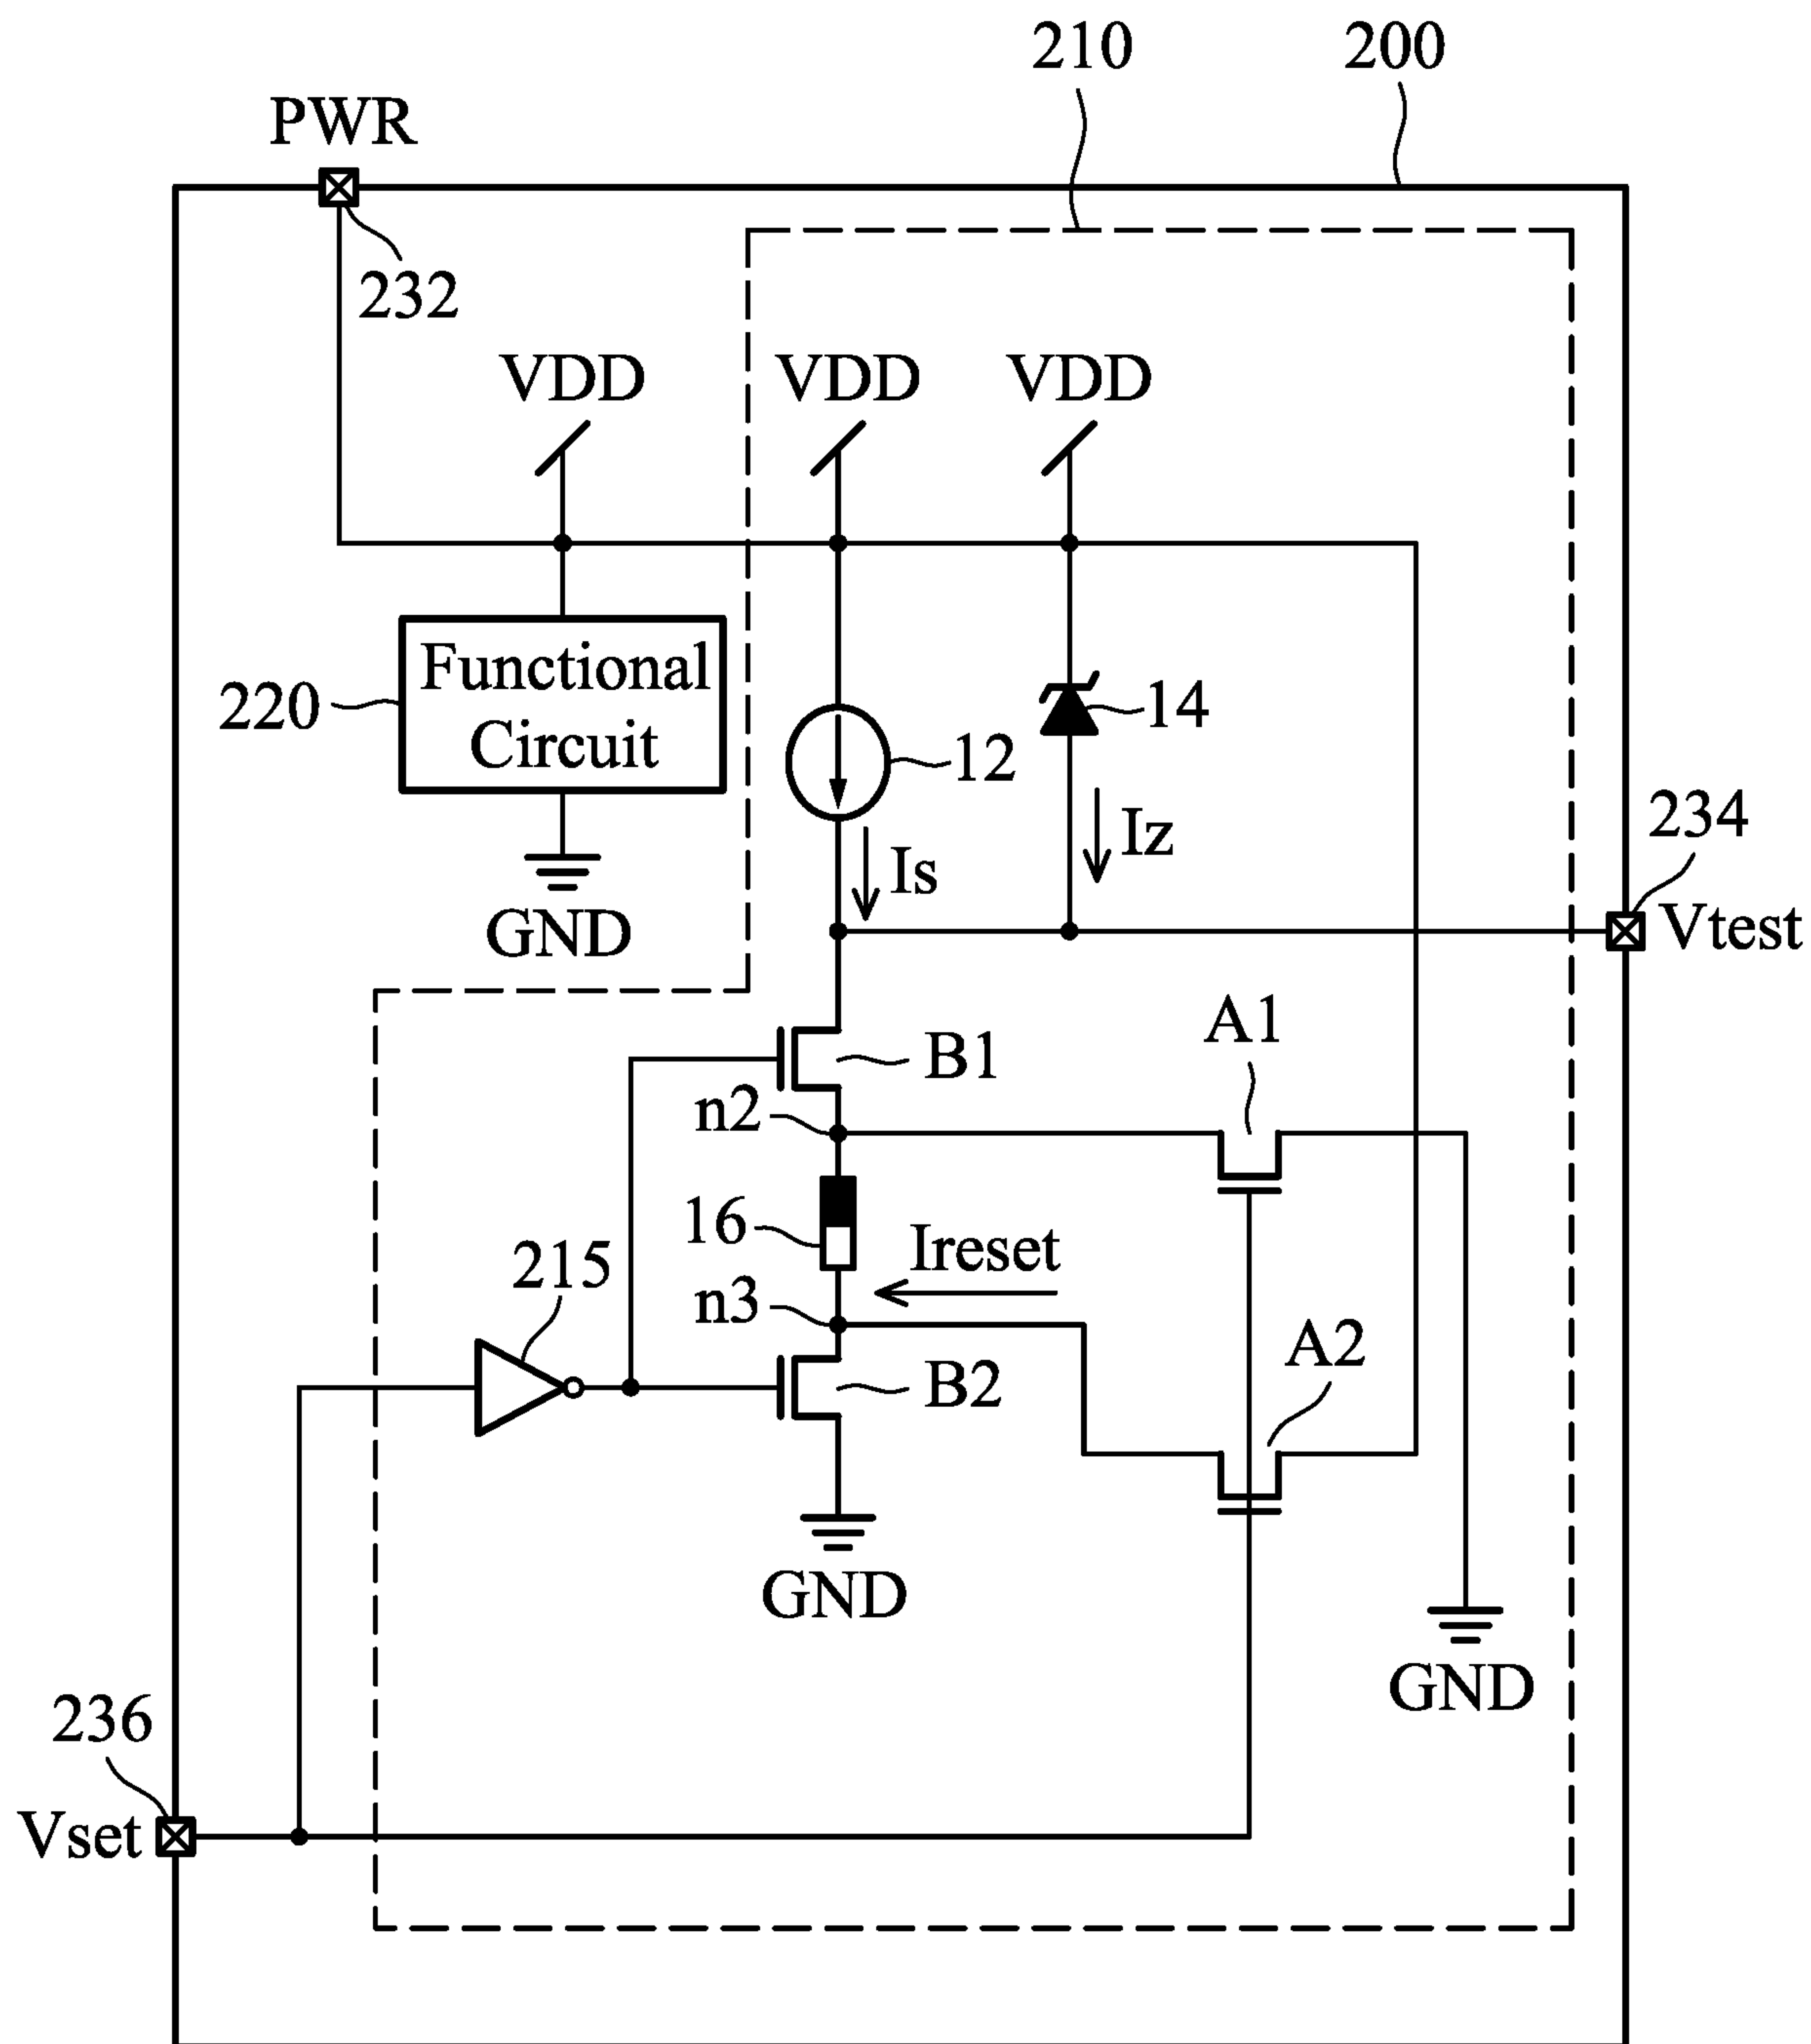 210
200
PWR
232
VDD
VDD
VDD
Functional
Circuit
220
14
12
234
Iz
Is
Vtest
GND
A1
B1
n2
16
Ireset
215
n3
A2
B2
GND
GND
236
Vset